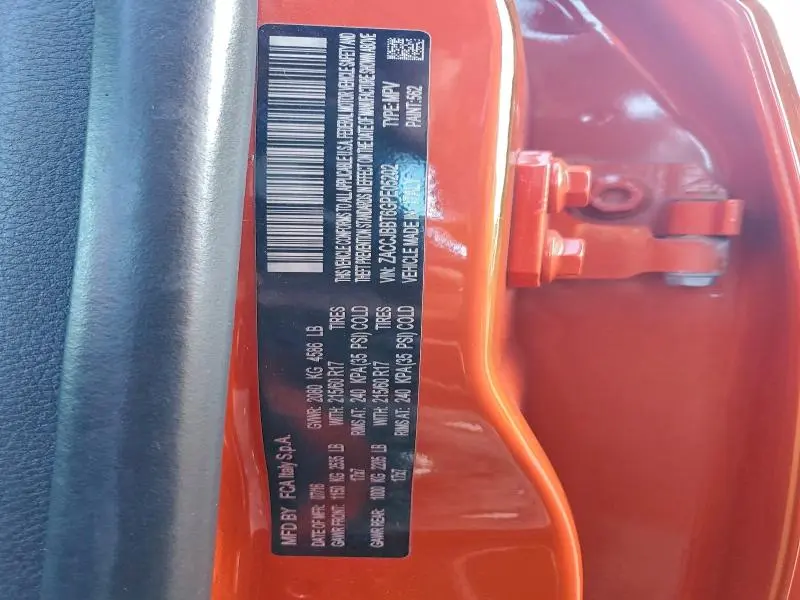 MFD BY FCA Italy S.p.A.
DATE OF MFR: 07/16 GVWR: 2080 KG 4586 LB
GAWR FRONT: 1150 KG 2535 LB WITH: 215/60 R17 TIRES
17x7 RIMS AT: 240 KPA(35 PSI) COLD
GAWR REAR: 1000 KG 2205 LB WITH: 215/60 R17 TIRES
17x7 RIMS AT: 240 KPA(35 PSI) COLD
THIS VEHICLE CONFORMS TO ALL APPLICABLE U.S.A. FEDERAL MOTOR VEHICLE SAFETY AND
THEFT PREVENTION STANDARDS IN EFFECT ON THE DATE OF MANUFACTURE SHOWN ABOVE
VIN: ZACCJBBT6GPE05202 TYPE: MPV
VEHICLE MADE IN: ITALY PAINT: 562